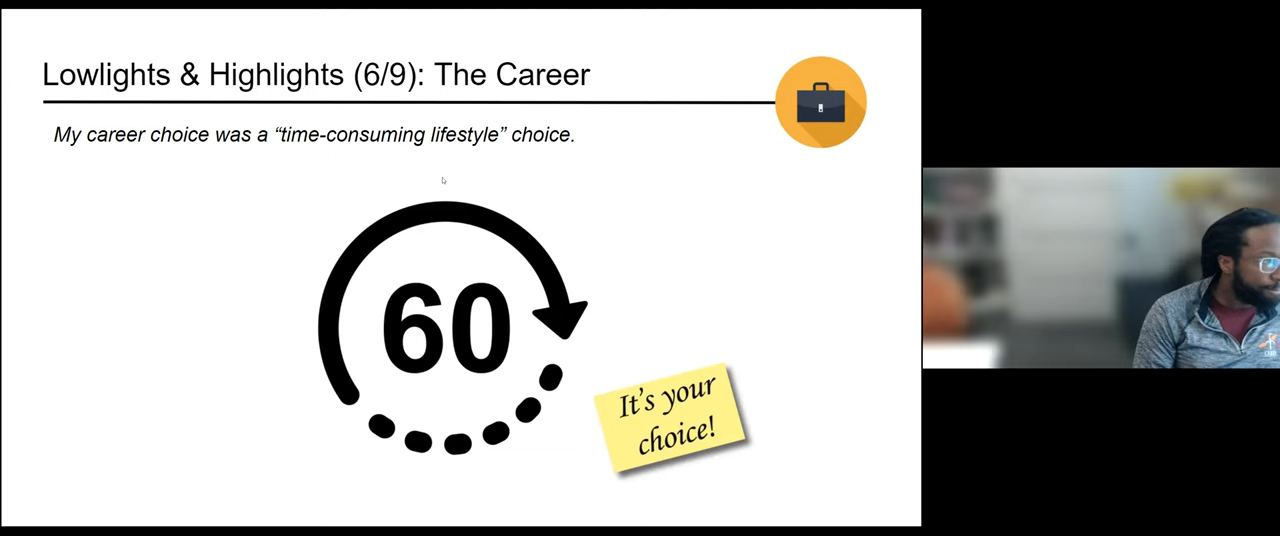 Lowlights & Highlights (6/9): The Career
My career choice was a “time-consuming lifestyle” choice.
60
It’s your
choice!